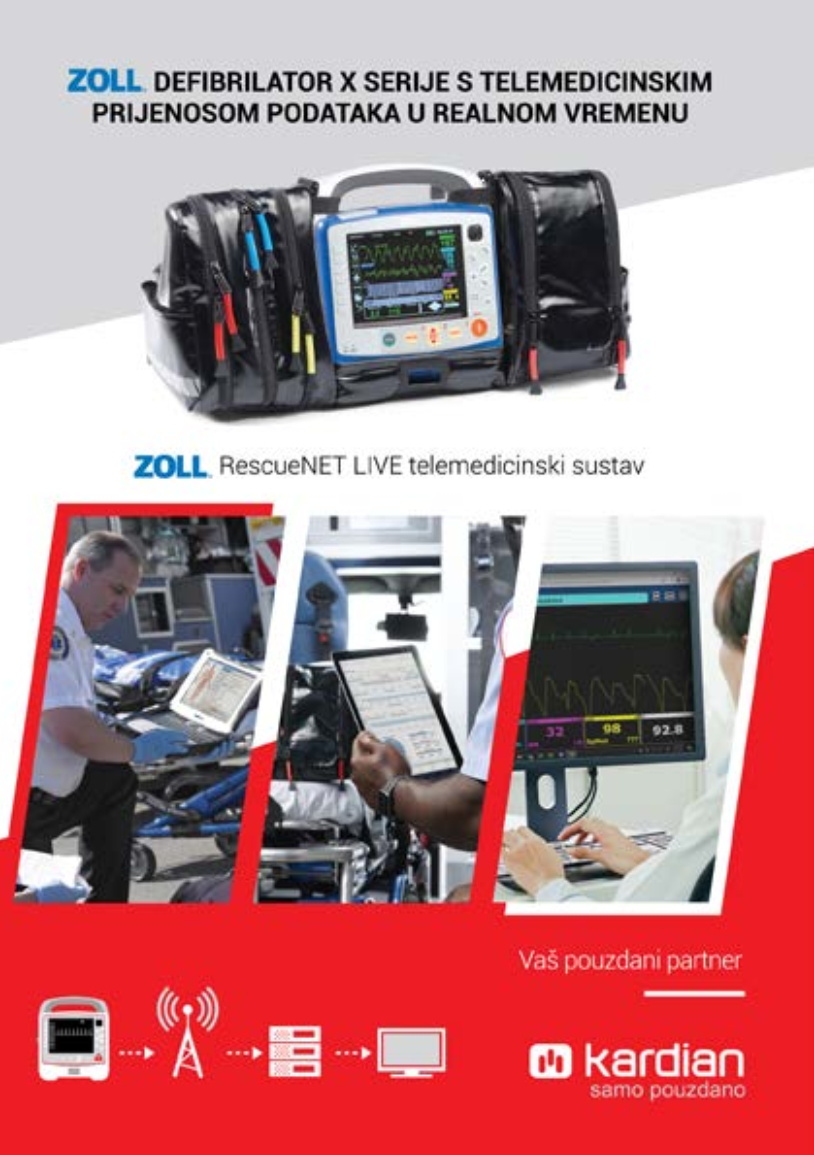 ZOLL DEFIBRILATOR X SERIJE S TELEMEDICINSKIM
PRIJENOSOM PODATAKA U REALNOM VREMENU
ZOLL RescueNET LIVE telemedicinski sustav
32
98
92.8
Vaš pouzdani partner
kardian
samo pouzdano